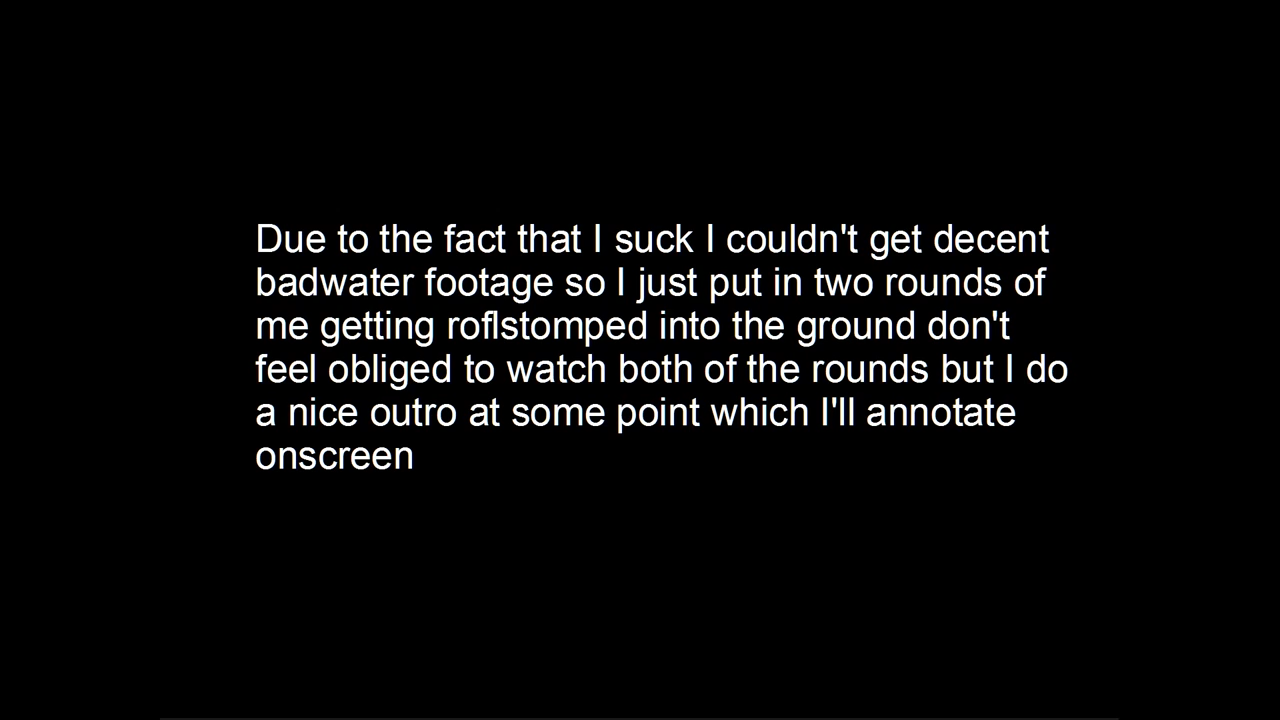 Due to the fact that I suck I couldn't get decent
badwater footage so I just put in two rounds of
me getting roflstomped into the ground don't
feel obliged to watch both of the rounds but I do
a nice outro at some point which I'll annotate
onscreen